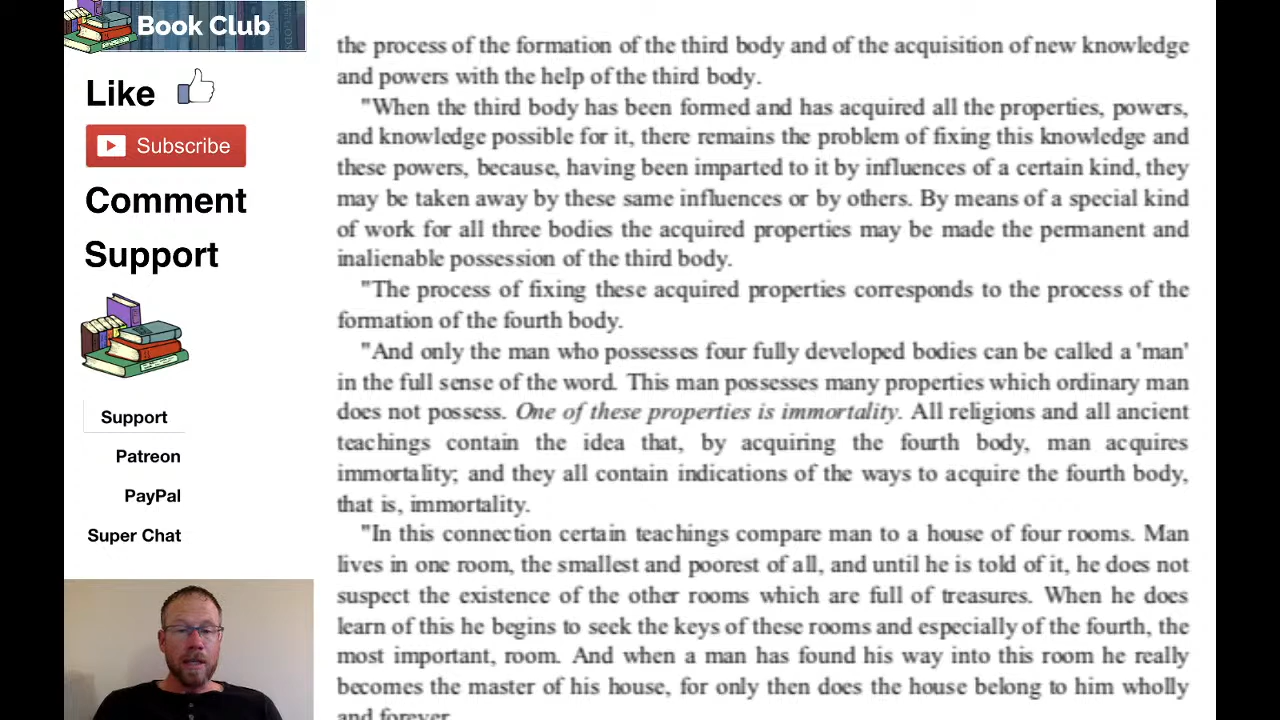 Book Club
Like
Subscribe
Comment
Support
Support
Patreon
PayPal
Super Chat
the process of the formation of the third body and of the acquisition of new knowledge
and powers with the help of the third body.
"When the third body has been formed and has acquired all the properties, powers,
and knowledge possible for it, there remains the problem of fixing this knowledge and
these powers, because, having been imparted to it by influences of a certain kind, they
may be taken away by these same influences or by others. By means of a special kind
of work for all three bodies the acquired properties may be made the permanent and
inalienable possession of the third body.
"The process of fixing these acquired properties corresponds to the process of the
formation of the fourth body.
"And only the man who possesses four fully developed bodies can be called a 'man'
in the full sense of the word. This man possesses many properties which ordinary man
does not possess. One of these properties is immortality. All religions and all ancient
teachings contain the idea that, by acquiring the fourth body, man acquires
immortality; and they all contain indications of the ways to acquire the fourth body,
that is, immortality.
"In this connection certain teachings compare man to a house of four rooms. Man
lives in one room, the smallest and poorest of all, and until he is told of it, he does not
suspect the existence of the other rooms which are full of treasures. When he does
learn of this he begins to seek the keys of these rooms and especially of the fourth, the
most important, room. And when a man has found his way into this room he really
becomes the master of his house, for only then does the house belong to him wholly
and forever